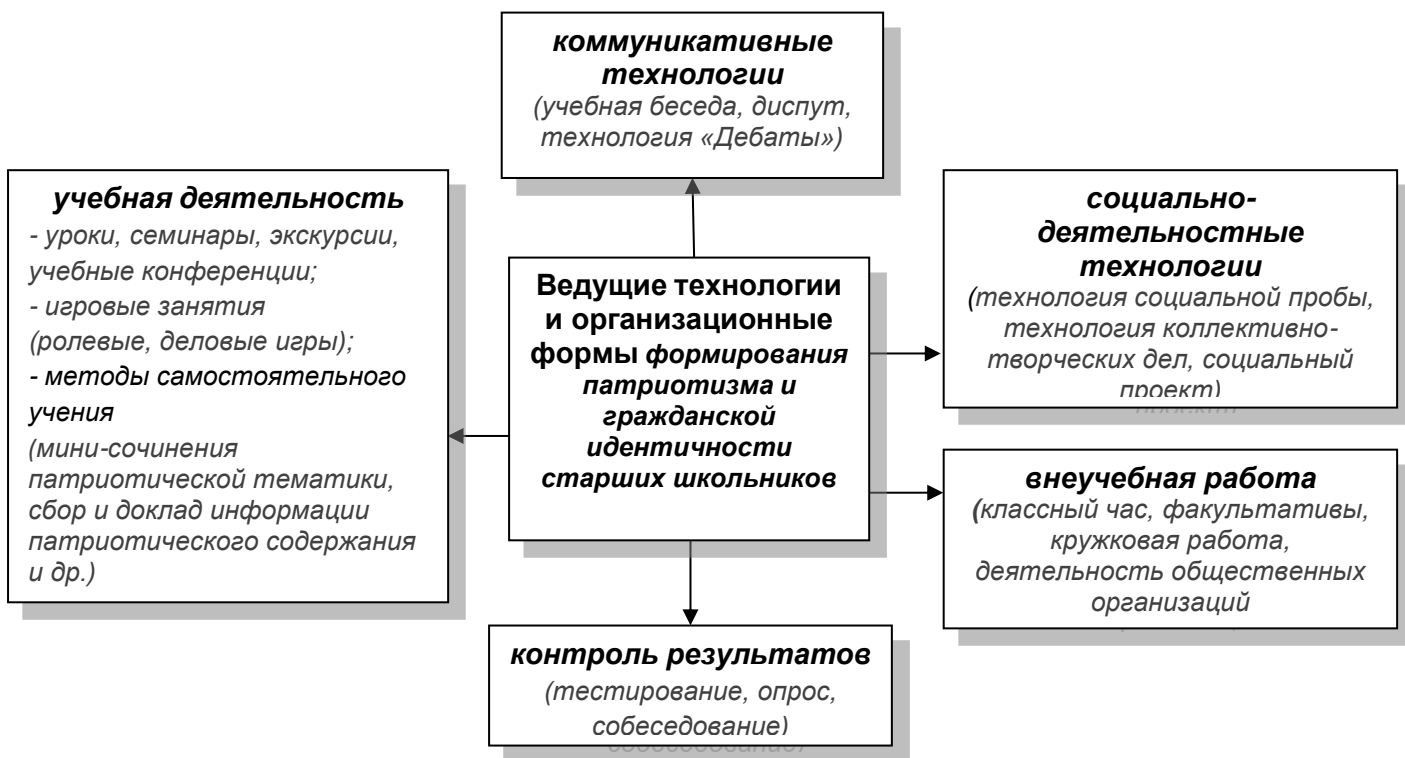 коммуникативные
технологии
(учебная беседа, диспут,
технология «Дебаты»)
учебная деятельность
- уроки, семинары, экскурсии,
учебные конференции;
- игровые занятия
(ролевые, деловые игры);
- методы самостоятельного
учения
(мини-сочинения
патриотической тематики,
сбор и доклад информации
патриотического содержания
и др.)
Ведущие технологии
и организационные
формы формирования
патриотизма и
гражданской
идентичности
старших школьников
социально-
деятельностные
технологии
(технология социальной пробы,
технология коллективно-
творческих дел, социальный
проект)
внеучебная работа
(классный час, факультативы,
кружковая работа,
деятельность общественных
организаций
контроль результатов
(тестирование, опрос,
собеседование)